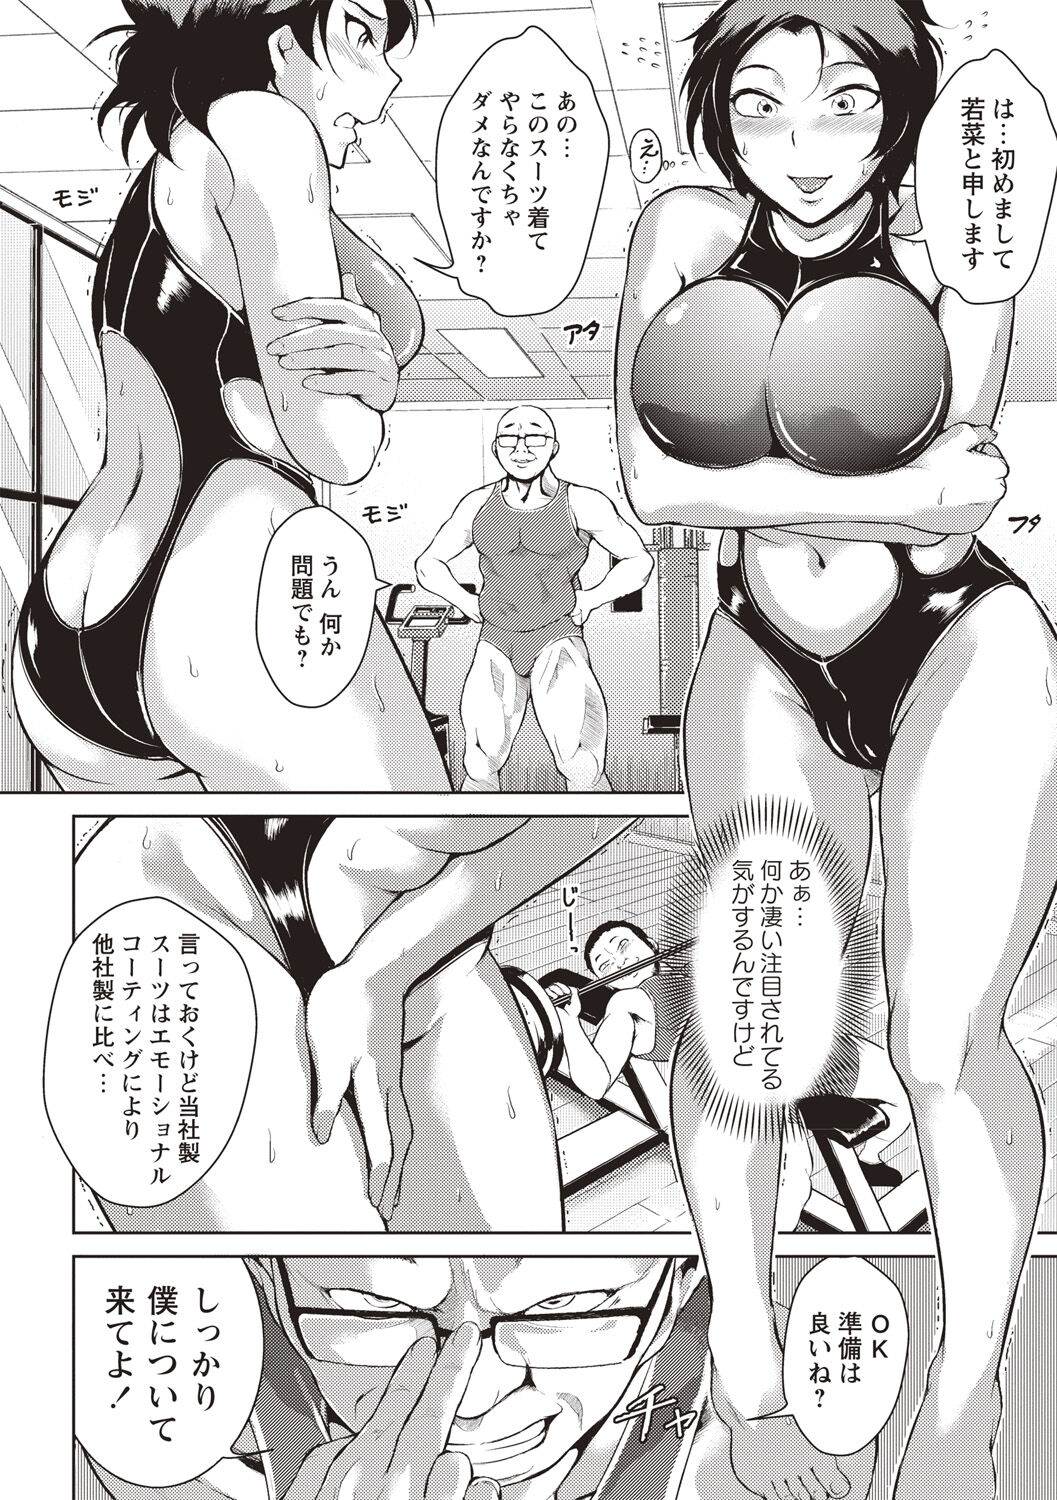 は…初めまして
若菜と申します
え…
あの…
このスーツ着て
やらなくちゃ
ダメなんですか？
モジ
アタ
フタ
モジ
うん 何か
問題でも？
あぁ…
何か凄い注目されてる
気がするんですけど
じーっ
言っておくけど当社製
スーツはエモーショナル
コーティングにより
他社製に比べ…
OK
準備は
良いね？
チャ
しっかり
僕について
来てよ！